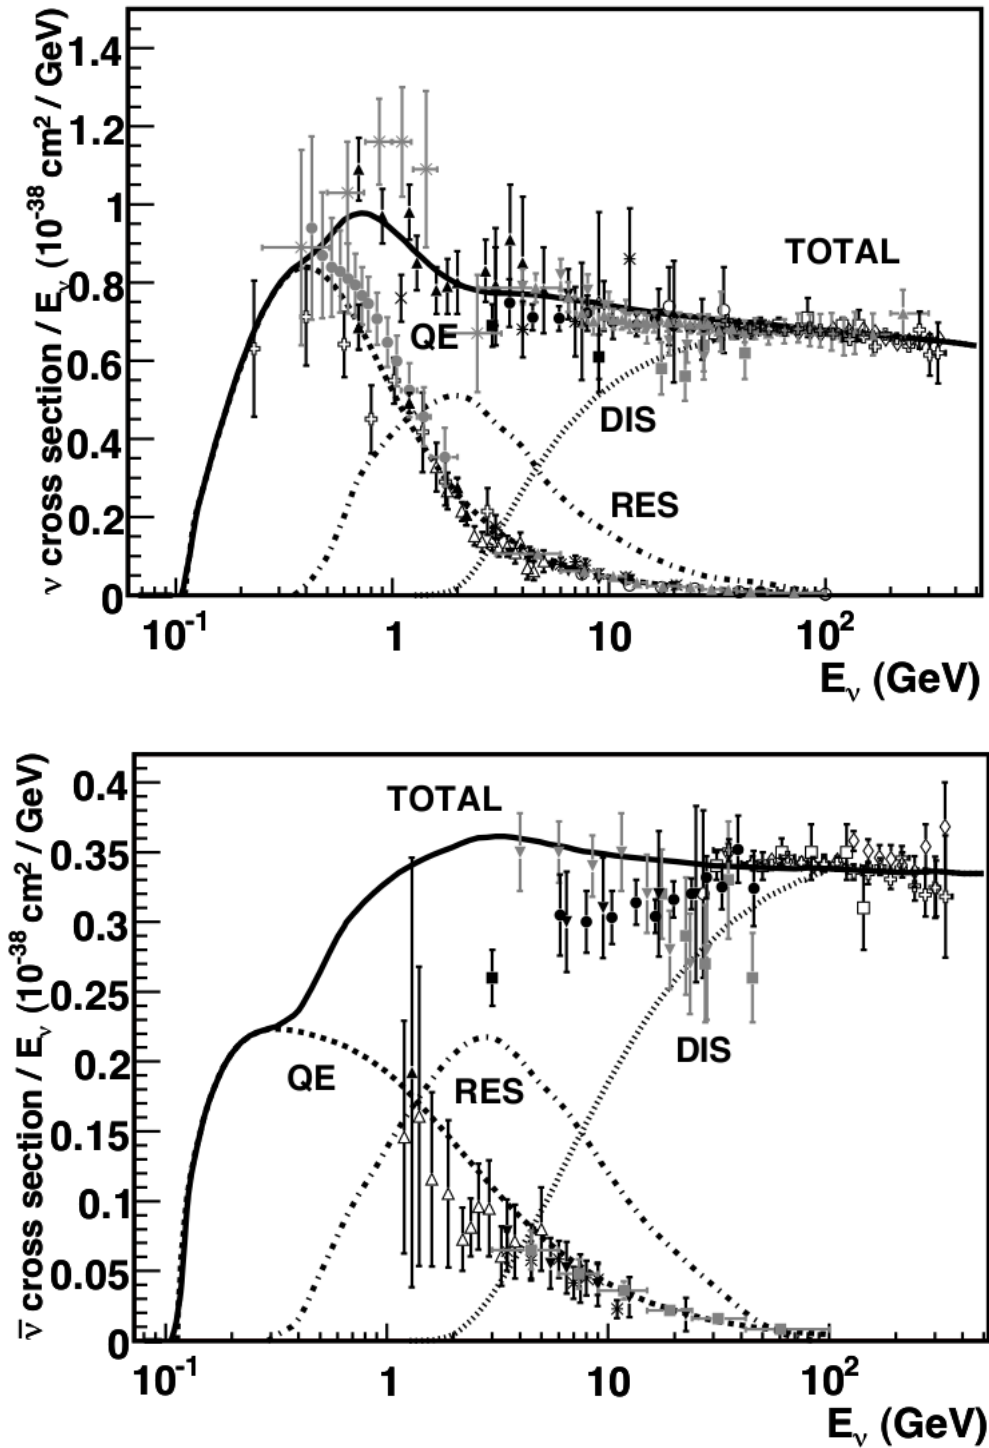 ν cross section / Eν (10⁻³⁸ cm² / GeV)
1.4
1.2
1
0.8
0.6
0.4
0.2
0
TOTAL
QE
DIS
RES
10⁻¹
1
10
10²
Eν (GeV)
ν̅ cross section / Eν (10⁻³⁸ cm² / GeV)
0.4
0.35
0.3
0.25
0.2
0.15
0.1
0.05
0
TOTAL
QE
RES
DIS
10⁻¹
1
10
10²
Eν (GeV)